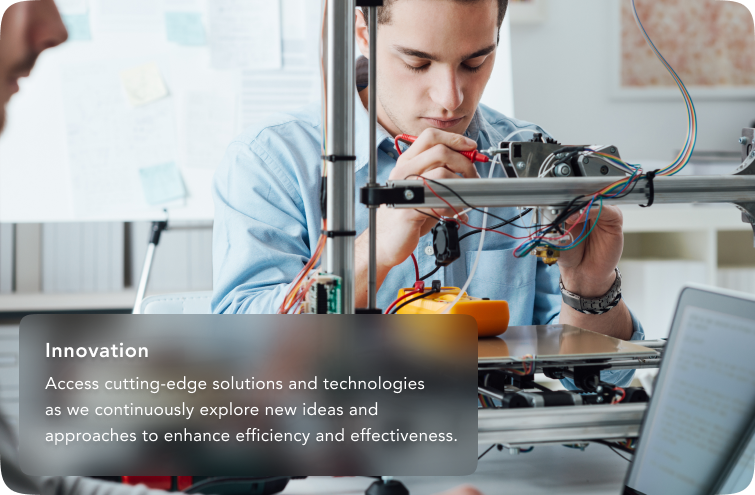 Innovation
Access cutting-edge solutions and technologies
as we continuously explore new ideas and
approaches to enhance efficiency and effectiveness.